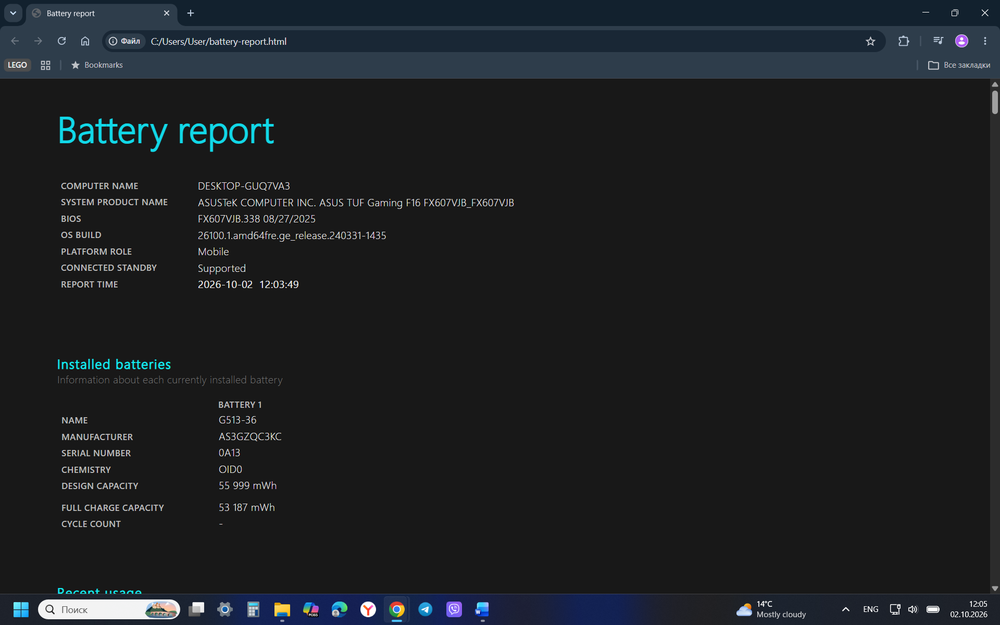 Battery report
Файл
C:/Users/User/battery-report.html
LEGO
Bookmarks
Все закладки
Battery report
COMPUTER NAME DESKTOP-GUQ7VA3
SYSTEM PRODUCT NAME ASUSTeK COMPUTER INC. ASUS TUF Gaming F16 FX607VJB_FX607VJB
BIOS FX607VJB.338 08/27/2025
OS BUILD 26100.1.amd64fre.ge_release.240331-1435
PLATFORM ROLE Mobile
CONNECTED STANDBY Supported
REPORT TIME 2026-10-02 12:03:49
Installed batteries
Information about each currently installed battery
BATTERY 1
NAME G513-36
MANUFACTURER AS3GZQC3KC
SERIAL NUMBER 0A13
CHEMISTRY OID0
DESIGN CAPACITY 55 999 mWh
FULL CHARGE CAPACITY 53 187 mWh
CYCLE COUNT -
Recent usage
Поиск
M365
14°C
Mostly cloudy
ENG
12:05
02.10.2026